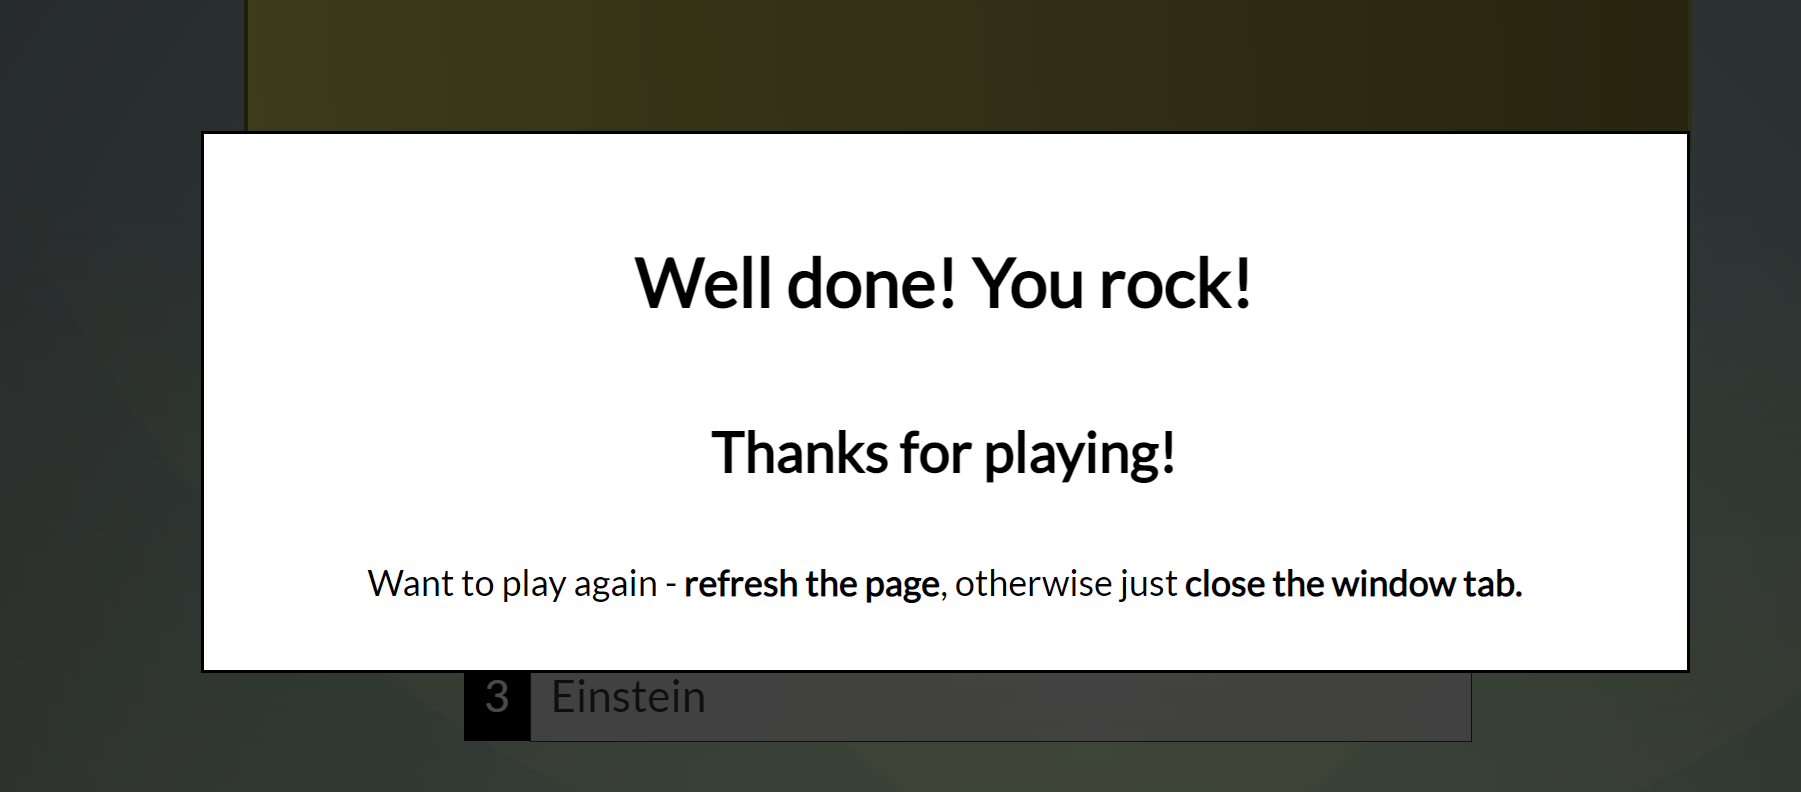 Well done! You rock!
Thanks for playing!
Want to play again - refresh the page, otherwise just close the window tab.
3 Einstein